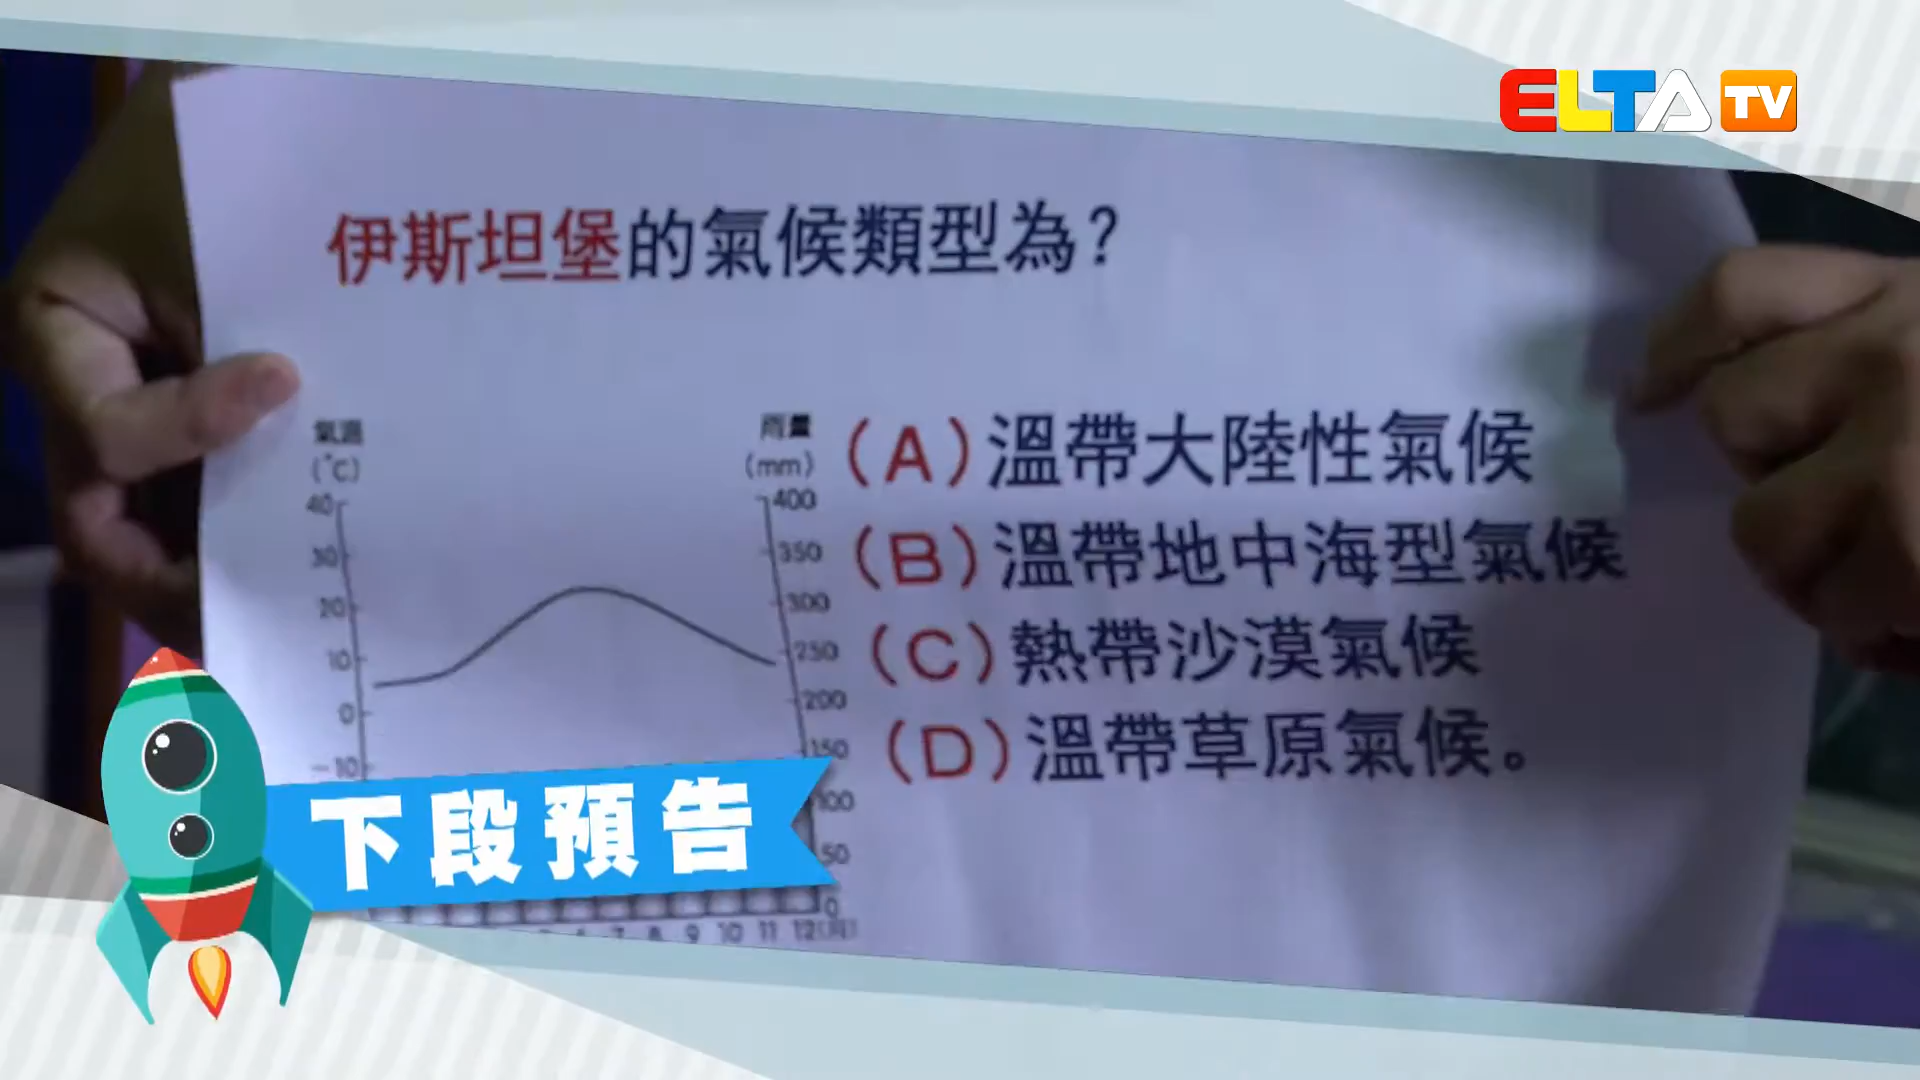 ELTA TV
伊斯坦堡的氣候類型為？
氣溫
(℃)
雨量
(mm)
40
30
20
10
0
-10
400
350
300
250
200
150
100
50
0
(A)溫帶大陸性氣候
(B)溫帶地中海型氣候
(C)熱帶沙漠氣候
(D)溫帶草原氣候。
下段預告
7 8 9 10 11 12(月)